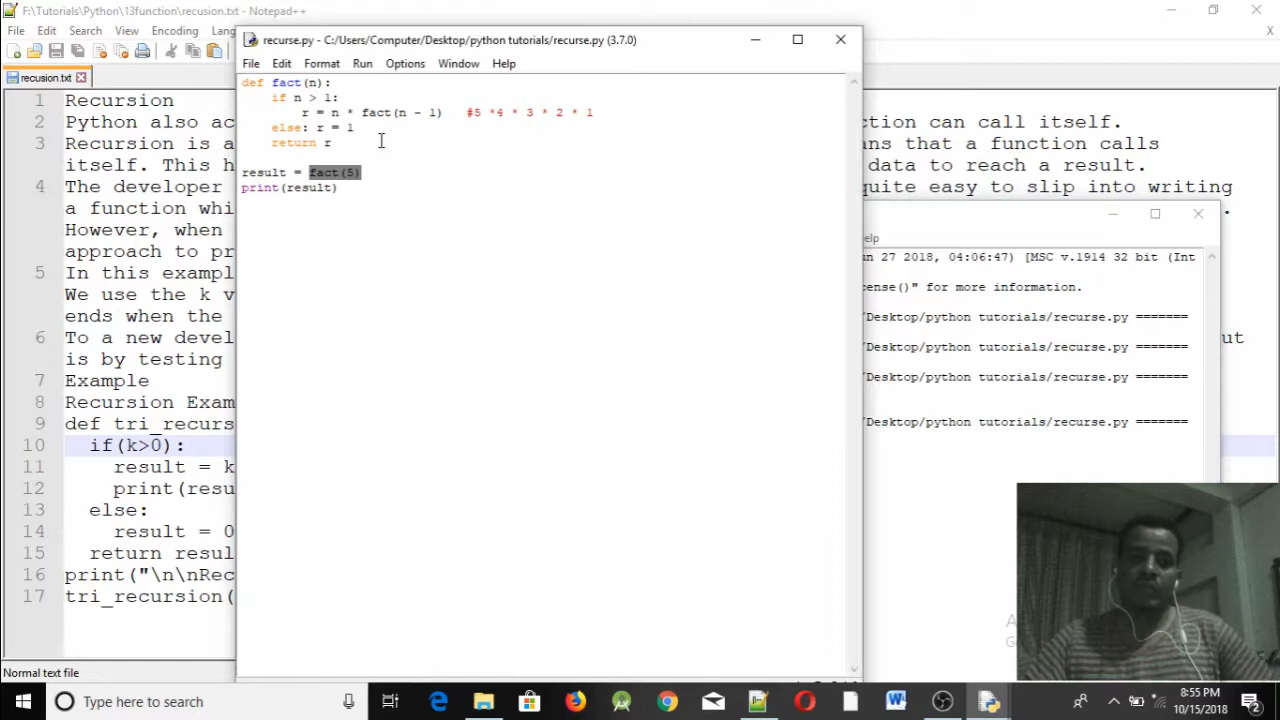 F:\Tutorials\Python\13function\recusion.txt - Notepad++
File Edit Search View Encoding Lang
recusion.txt
1 Recursion
2 Python also ac
3 Recursion is a
itself. This h
4 The developer
a function whi
However, when
approach to pr
5 In this exampl
We use the k v
ends when the
6 To a new devel
is by testing
7 Example
8 Recursion Exam
9 def tri_recurs
10 if(k>0):
11 result = k
12 print(resu
13 else:
14 result = 0
15 return resul
16 print("\n\nRec
17 tri_recursion(
Normal text file
recurse.py - C:/Users/Computer/Desktop/python tutorials/recurse.py (3.7.0)
File Edit Format Run Options Window Help
def fact(n):
if n > 1:
r = n * fact(n - 1) #5 *4 * 3 * 2 * 1
else: r = 1
return r
result = fact(5)
print(result)
ction can call itself.
ans that a function calls
data to reach a result.
quite easy to slip into writing
.
ut
elp
n 27 2018, 04:06:47) [MSC v.1914 32 bit (Int
ense()" for more information.
/Desktop/python tutorials/recurse.py =======
/Desktop/python tutorials/recurse.py =======
/Desktop/python tutorials/recurse.py =======
/Desktop/python tutorials/recurse.py =======
Type here to search
8:55 PM
10/15/2018
2